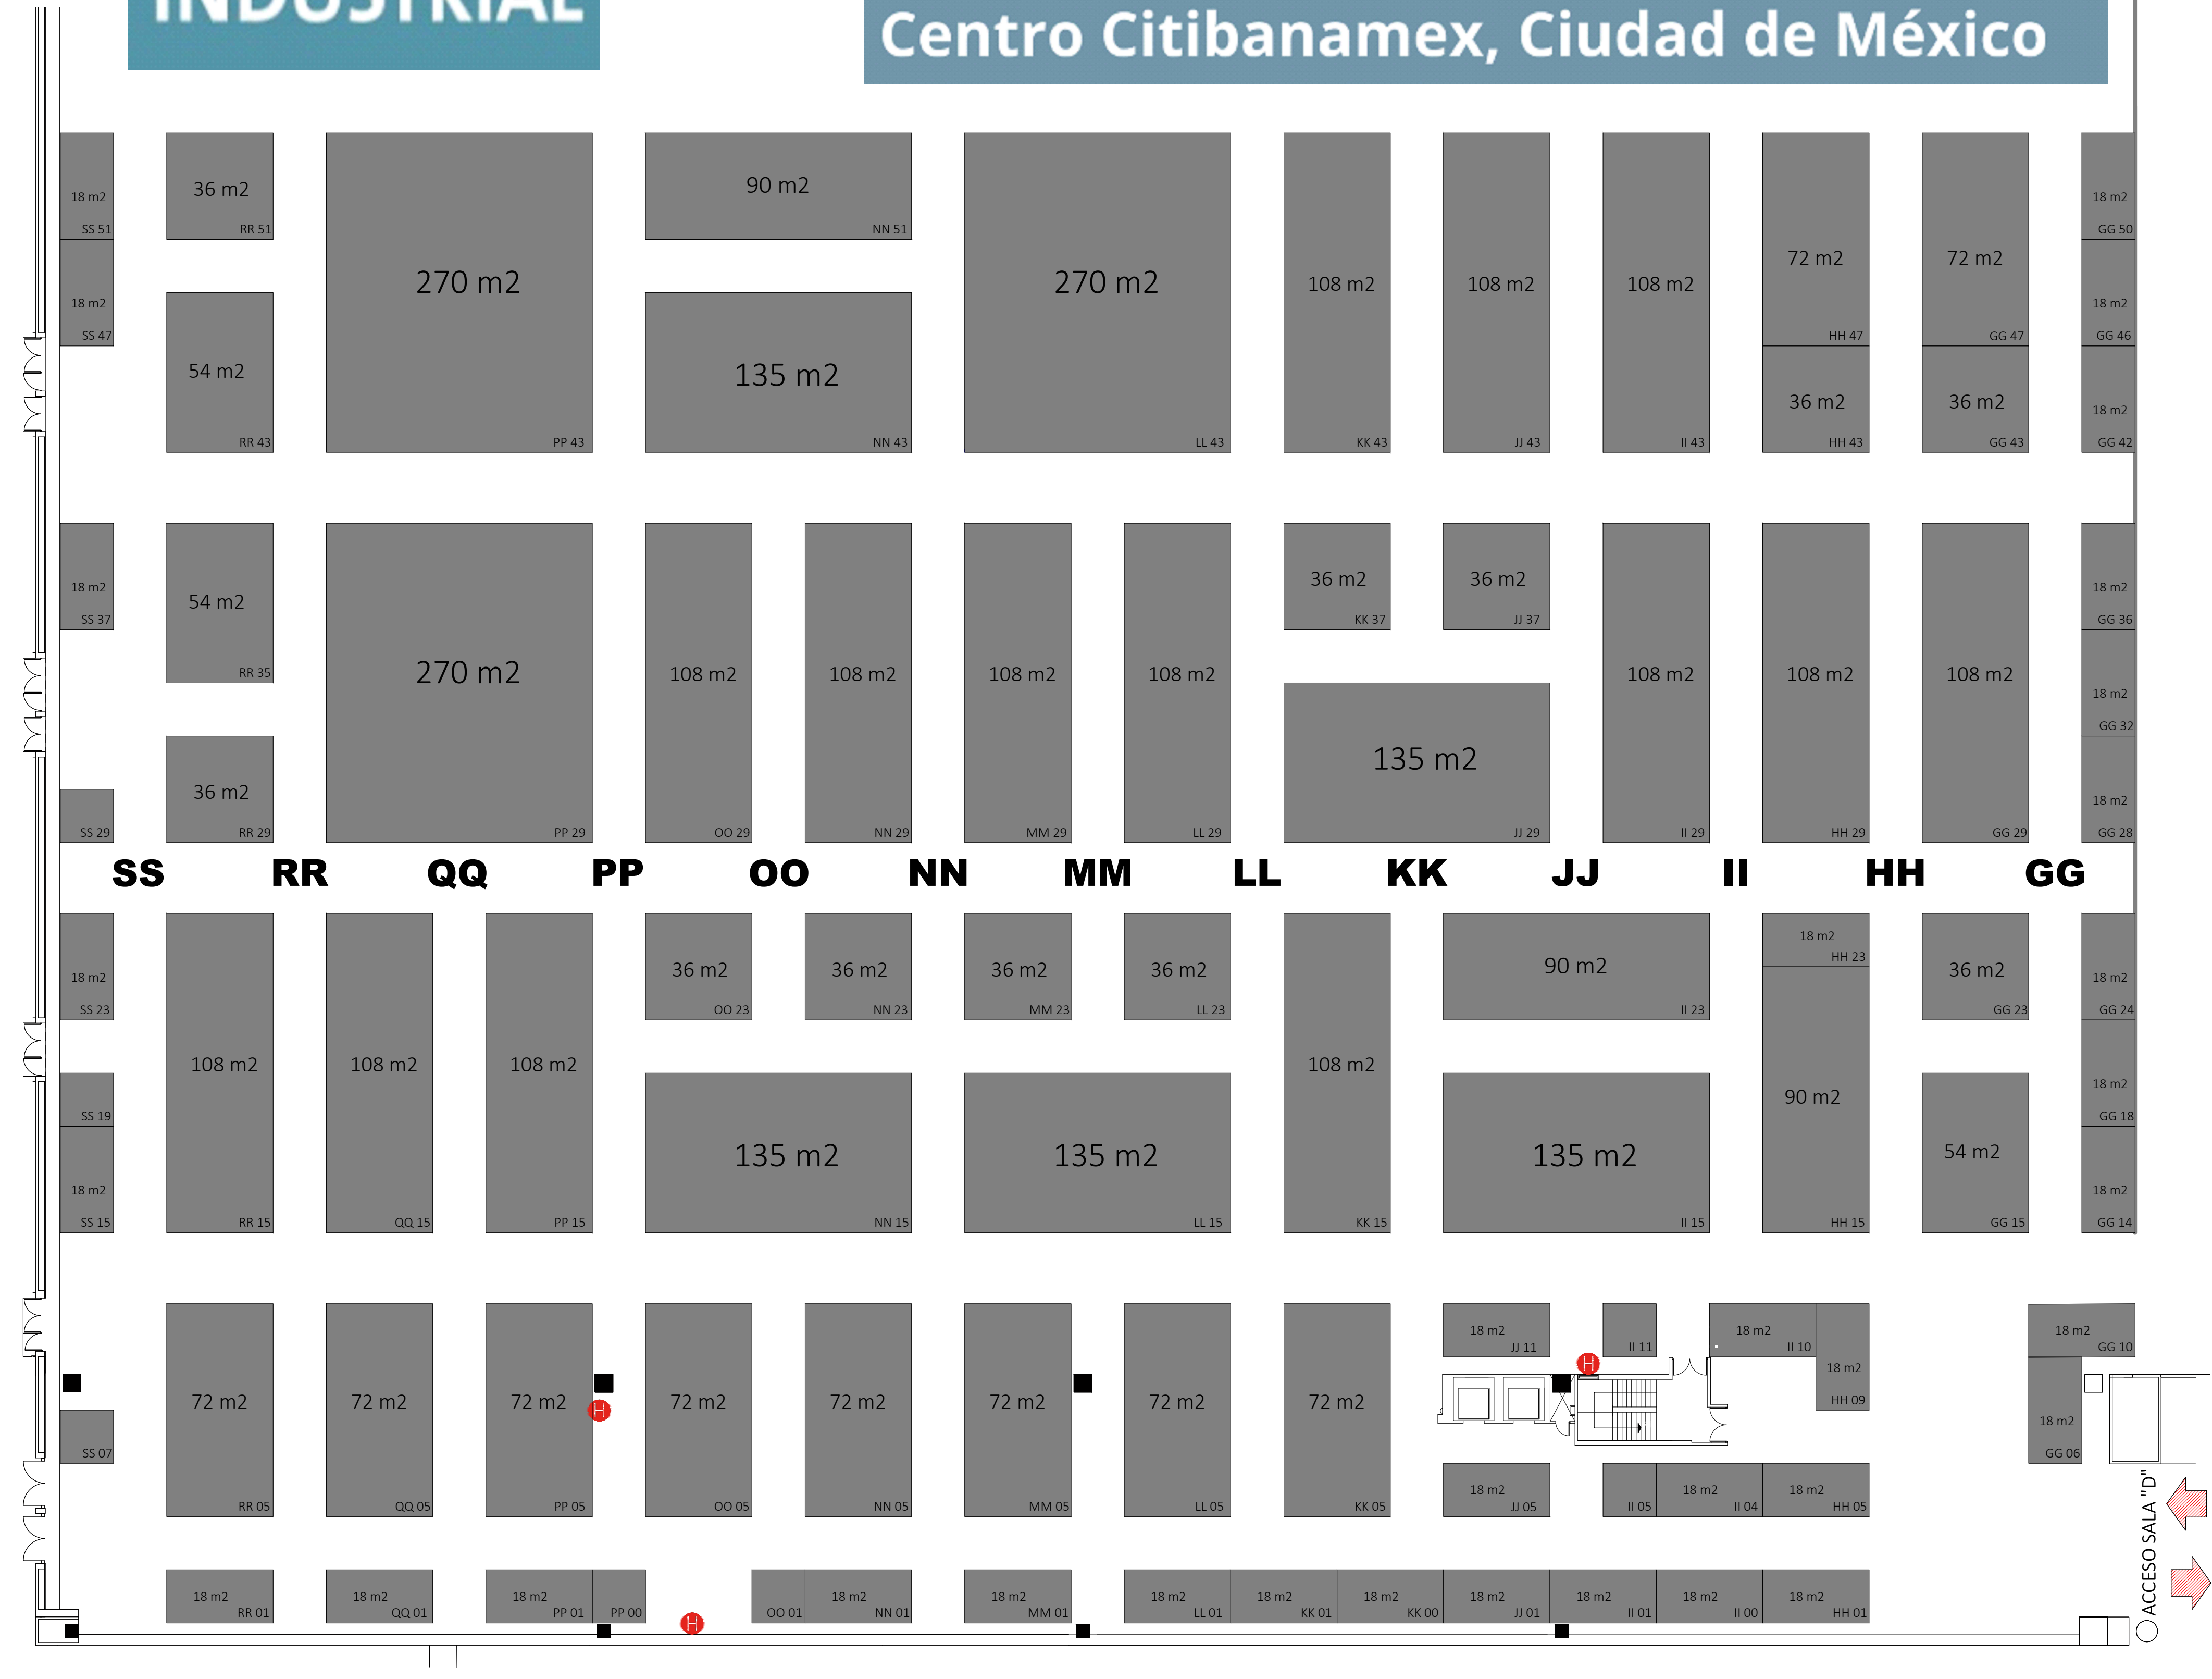 INDUSTRIAL
Centro Citibanamex, Ciudad de México
18 m2
SS 51
36 m2
RR 51
270 m2
PP 43
90 m2
NN 51
270 m2
LL 43
108 m2
KK 43
108 m2
JJ 43
108 m2
II 43
72 m2
HH 47
72 m2
GG 47
18 m2
GG 50
18 m2
SS 47
54 m2
RR 43
135 m2
NN 43
36 m2
HH 43
36 m2
GG 43
18 m2
GG 46
18 m2
GG 42
18 m2
SS 37
54 m2
RR 35
270 m2
PP 29
108 m2
OO 29
108 m2
NN 29
108 m2
MM 29
108 m2
LL 29
36 m2
KK 37
36 m2
JJ 37
108 m2
II 29
108 m2
HH 29
108 m2
GG 29
18 m2
GG 36
18 m2
GG 32
SS 29
36 m2
RR 29
135 m2
JJ 29
18 m2
GG 28
SS RR QQ PP OO NN MM LL KK JJ II HH GG
18 m2
SS 23
108 m2
RR 15
108 m2
QQ 15
108 m2
PP 15
36 m2
OO 23
36 m2
NN 23
36 m2
MM 23
36 m2
LL 23
108 m2
KK 15
90 m2
II 23
18 m2
HH 23
36 m2
GG 23
18 m2
GG 24
SS 19
18 m2
SS 15
135 m2
NN 15
135 m2
LL 15
135 m2
II 15
90 m2
HH 15
54 m2
GG 15
18 m2
GG 18
18 m2
GG 14
72 m2
RR 05
72 m2
QQ 05
72 m2
PP 05
H
72 m2
OO 05
72 m2
NN 05
72 m2
MM 05
72 m2
LL 05
72 m2
KK 05
18 m2
JJ 11
II 11
H
18 m2
II 10
18 m2
HH 09
18 m2
GG 10
18 m2
GG 06
SS 07
18 m2
JJ 05
II 05
18 m2
II 04
18 m2
HH 05
18 m2
RR 01
18 m2
QQ 01
18 m2
PP 01
PP 00
H
OO 01
18 m2
NN 01
18 m2
MM 01
18 m2
LL 01
18 m2
KK 01
18 m2
KK 00
18 m2
JJ 01
18 m2
II 01
18 m2
II 00
18 m2
HH 01
ACCESO SALA "D"